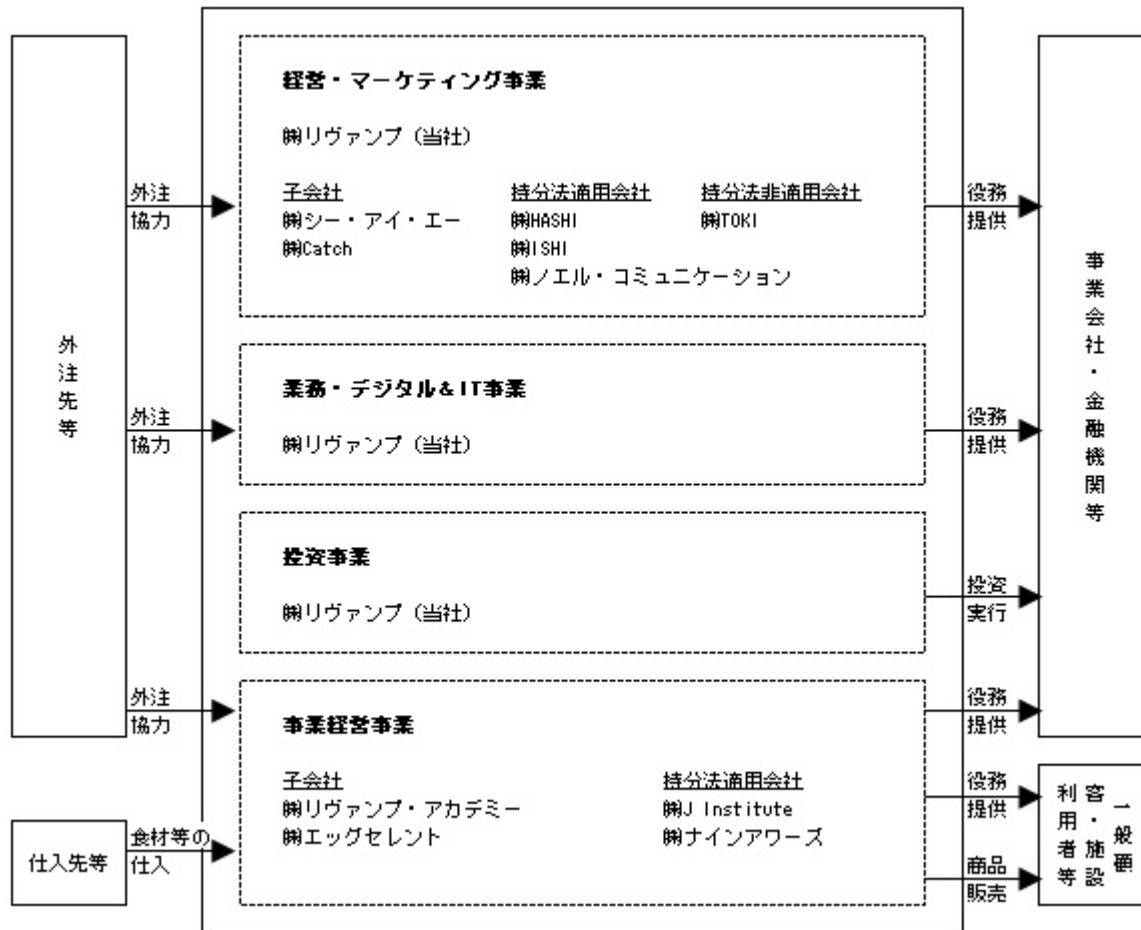 外注先等
仕入先等
外注
協力
外注
協力
外注
協力
食材等の
仕入
経営・マーケティング事業
㈱リヴァンプ（当社）
子会社 持分法適用会社 持分法非適用会社
㈱シー・アイ・エー ㈱HASHI ㈱TOKI
㈱Catch ㈱ISHI
㈱ノエル・コミュニケーション
業務・デジタル＆IT事業
㈱リヴァンプ（当社）
投資事業
㈱リヴァンプ（当社）
事業経営事業
子会社 持分法適用会社
㈱リヴァンプ・アカデミー ㈱J Institute
㈱エッグセレント ㈱ナインアワーズ
役務
提供
役務
提供
投資
実行
役務
提供
役務
提供
商品
販売
事業会社・金融機関等
一般顧
客・施設
利用者等